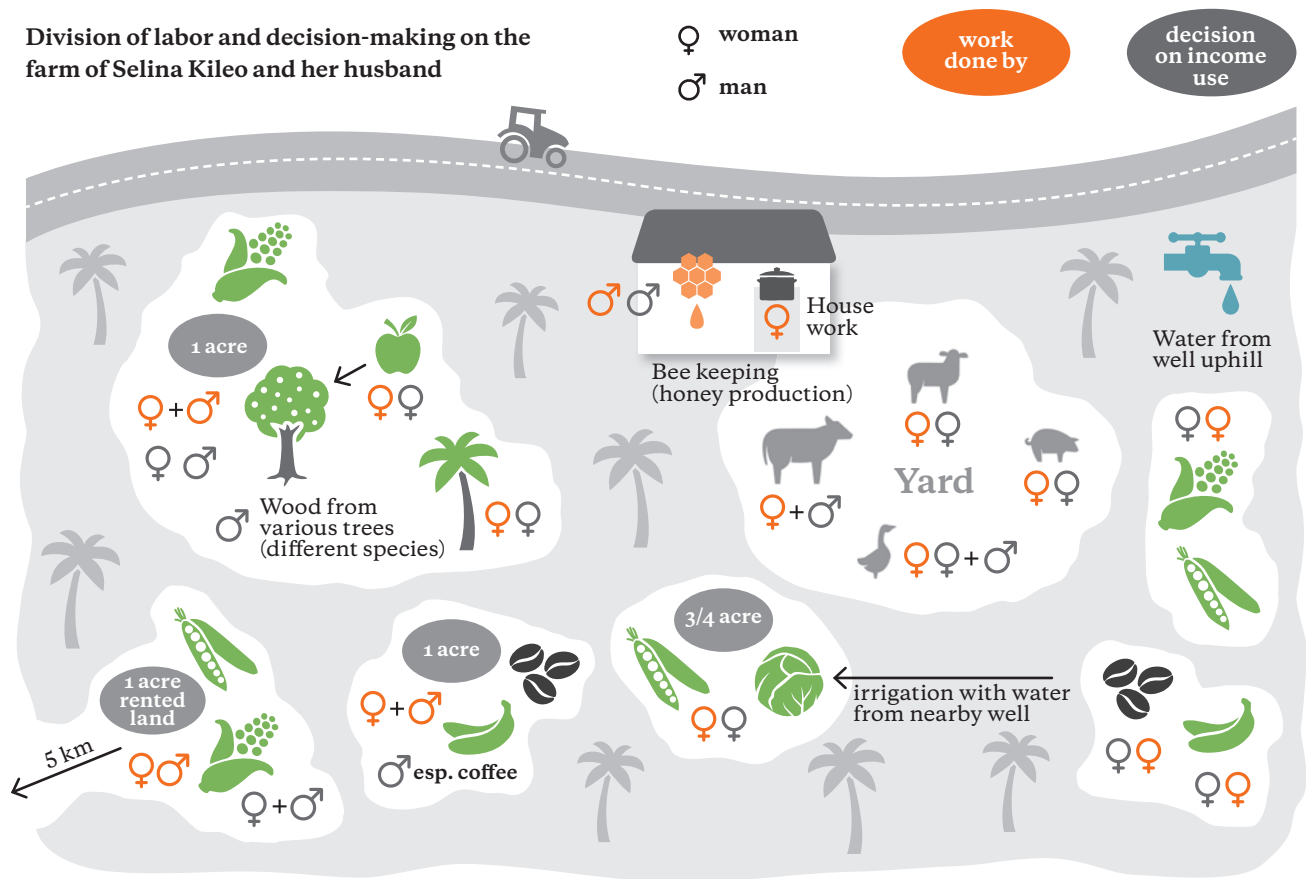 Division of labor and decision-making on the
farm of Selina Kileo and her husband
woman
man
work
done by
decision
on income
use
1 acre
Wood from
various trees
(different species)
House
work
Bee keeping
(honey production)
Yard
Water from
well uphill
1 acre
rented
land
5 km
1 acre
esp. coffee
3/4 acre
irrigation with water
from nearby well